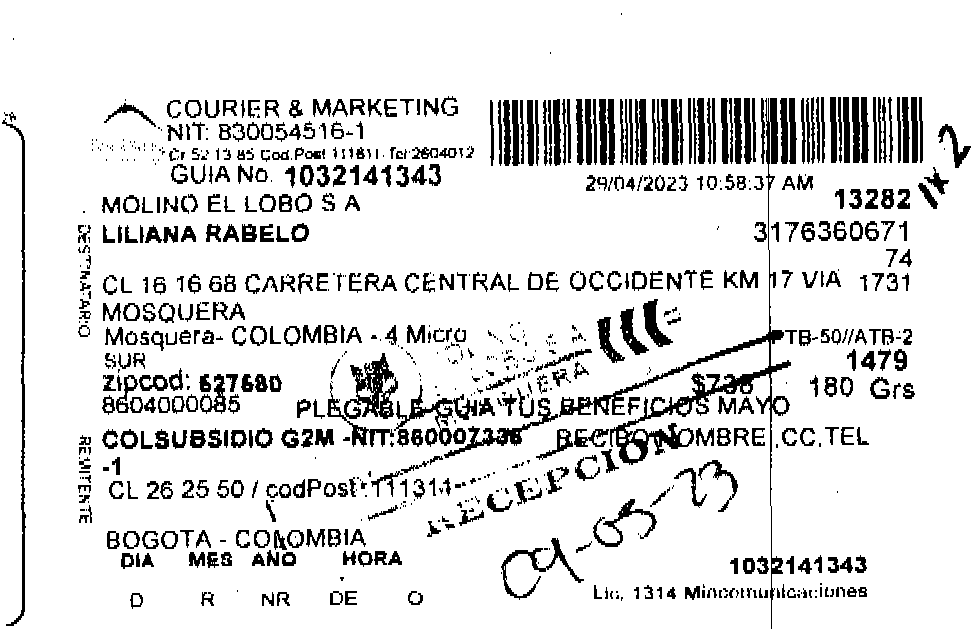 COURIER & MARKETING
NIT: 830054516-1
Cr 52 13 85 Cod.Post 111611- Tel:2604012
GUIA No. 1032141343
29/04/2023 10:58:37 AM
1x2
MOLINO EL LOBO S A
13282
DESTINATARIO
LILIANA RABELO
3176360671
74
CL 16 16 68 CARRETERA CENTRAL DE OCCIDENTE KM 17 VIA 1731
MOSQUERA
Mosquera- COLOMBIA - 4 Micro
TB-50//ATB-2
SUR
1479
zipcod: 527680
$736
180 Grs
8604000085
PLEGABLE GUIA TUS BENEFICIOS MAYO
REMITENTE
COLSUBSIDIO G2M -NIT:860007336
RECIBO NOMBRE ,CC,TEL
-1
CL 26 25 50 / codPost: 111311-
RECEPCION
09-05-23
BOGOTA - COLOMBIA
DIA MES AÑO HORA
1032141343
D R NR DE O
Lic. 1314 Mincomunicaciones